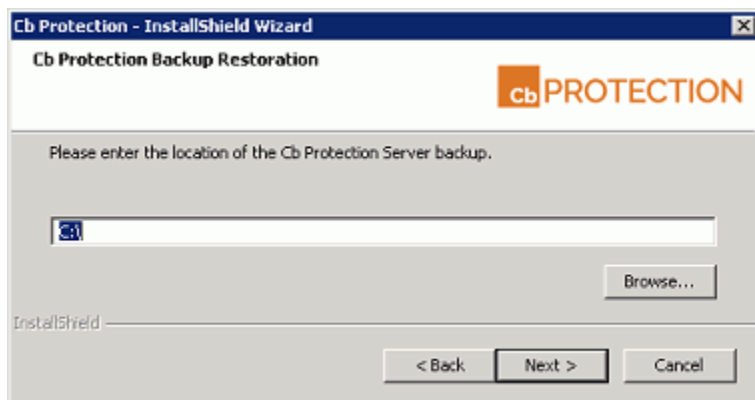 Cb Protection - InstallShield Wizard
Cb Protection Backup Restoration
Cb PROTECTION
Please enter the location of the Cb Protection Server backup.
C:\
Browse...
InstallShield
< Back Next > Cancel